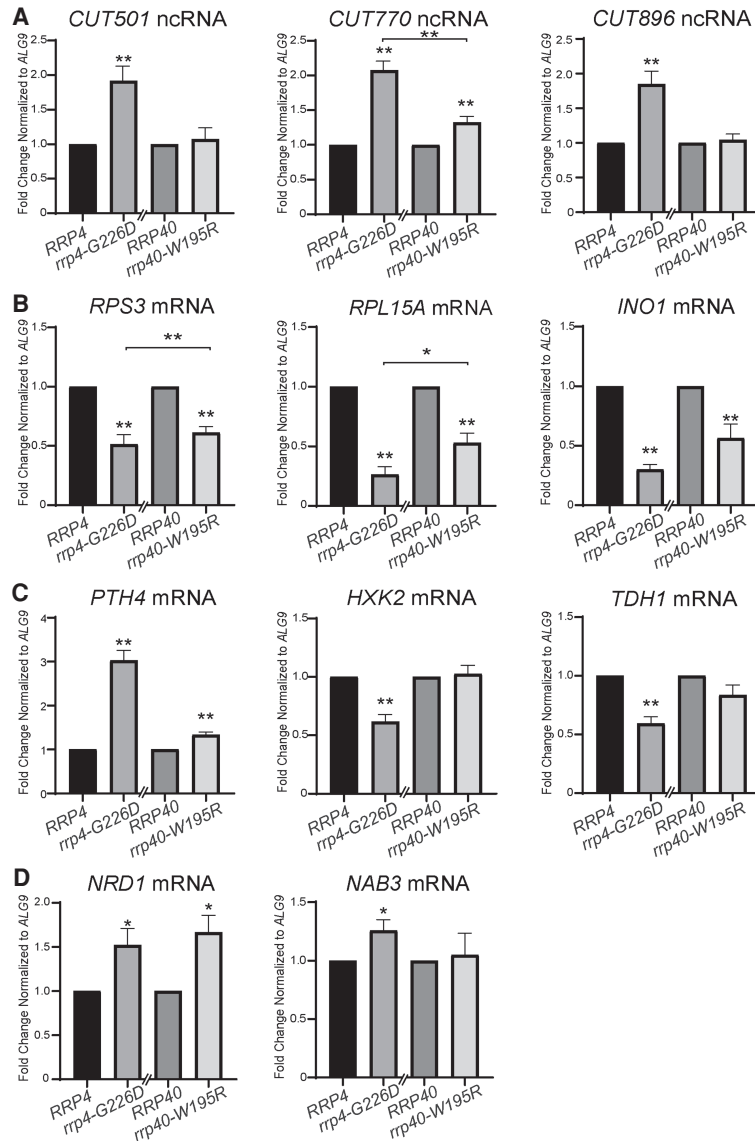 A
CUT501 ncRNA
Fold Change Normalized to ALG9
2.5
2.0
1.5
1.0
0.5
0
**
RRP4
rrp4-G226D
RRP40
rrp40-W195R
CUT770 ncRNA
Fold Change Normalized to ALG9
2.5
2.0
1.5
1.0
0.5
0
**
**
**
RRP4
rrp4-G226D
RRP40
rrp40-W195R
CUT896 ncRNA
Fold Change Normalized to ALG9
2.5
2.0
1.5
1.0
0.5
0
**
RRP4
rrp4-G226D
RRP40
rrp40-W195R
B
RPS3 mRNA
Fold Change Normalized to ALG9
1.5
1.0
0.5
0
**
**
**
RRP4
rrp4-G226D
RRP40
rrp40-W195R
RPL15A mRNA
Fold Change Normalized to ALG9
1.5
1.0
0.5
0
*
**
**
RRP4
rrp4-G226D
RRP40
rrp40-W195R
INO1 mRNA
Fold Change Normalized to ALG9
1.5
1.0
0.5
0
**
**
RRP4
rrp4-G226D
RRP40
rrp40-W195R
C
PTH4 mRNA
Fold Change Normalized to ALG9
4
3
2
1
0
**
**
RRP4
rrp4-G226D
RRP40
rrp40-W195R
HXK2 mRNA
Fold Change Normalized to ALG9
1.5
1.0
0.5
0
**
RRP4
rrp4-G226D
RRP40
rrp40-W195R
TDH1 mRNA
Fold Change Normalized to ALG9
1.5
1.0
0.5
0
**
RRP4
rrp4-G226D
RRP40
rrp40-W195R
D
NRD1 mRNA
Fold Change Normalized to ALG9
2.0
1.5
1.0
0.5
0
*
*
RRP4
rrp4-G226D
RRP40
rrp40-W195R
NAB3 mRNA
Fold Change Normalized to ALG9
1.5
1.0
0.5
0
*
RRP4
rrp4-G226D
RRP40
rrp40-W195R